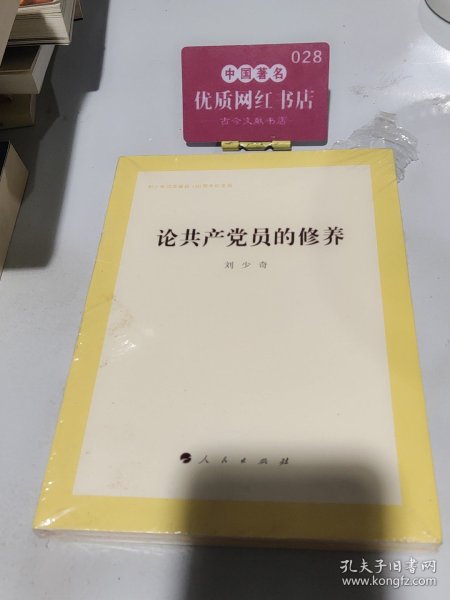 028
中国著名
优质网红书店
古今文献书店
论共产党员的修养
刘少奇
人民出版社
孔夫子旧书网
www.kongfz.com